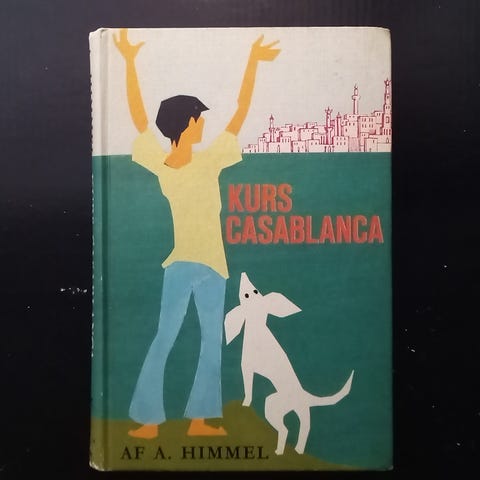 KURS
CASABLANCA
AF A. HIMMEL